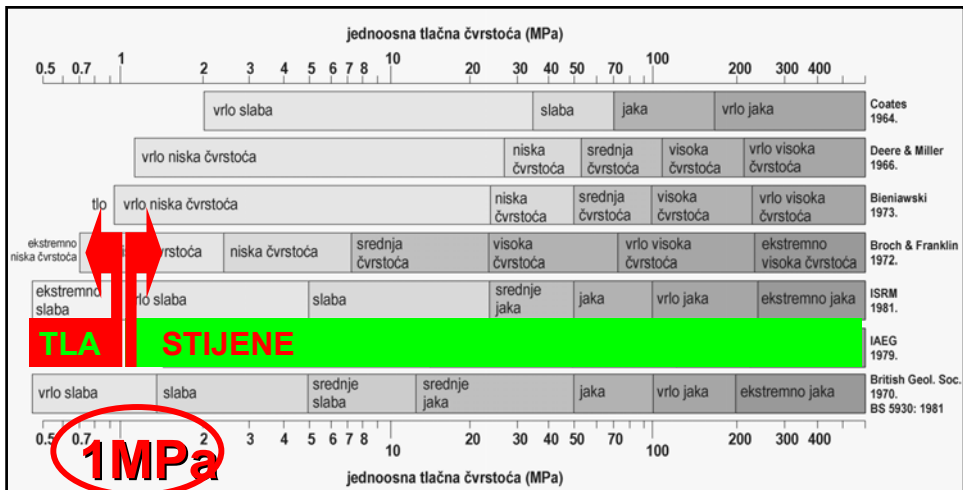 jednoosna tlačna čvrstoća (MPa)
0.5 0.7 1 2 3 4 5 6 7 8 10 20 30 40 50 70 100 200 300 400
vrlo slaba slaba jaka vrlo jaka Coates
1964.
vrlo niska čvrstoća niska
čvrstoća srednja
čvrstoća visoka
čvrstoća vrlo visoka
čvrstoća Deere & Miller
1966.
tlo vrlo niska čvrstoća niska
čvrstoća srednja
čvrstoća visoka
čvrstoća vrlo visoka
čvrstoća Bieniawski
1973.
ekstremno
niska čvrstoća niska čvrstoća srednja
čvrstoća visoka
čvrstoća vrlo visoka
čvrstoća ekstremno
visoka čvrstoća Broch & Franklin
1972.
ekstremno
slaba slaba slaba srednje
jaka jaka vrlo jaka ekstremno jaka ISRM
1981.
TLA STIJENE IAEG
1979.
vrlo slaba slaba srednje
slaba srednje
jaka jaka vrlo jaka ekstremno jaka British Geol. Soc.
1970.
BS 5930: 1981
0.5 0.7 2 3 4 5 6 7 8 10 20 30 40 50 70 100 200 300 400
1MPa
jednoosna tlačna čvrstoća (MPa)